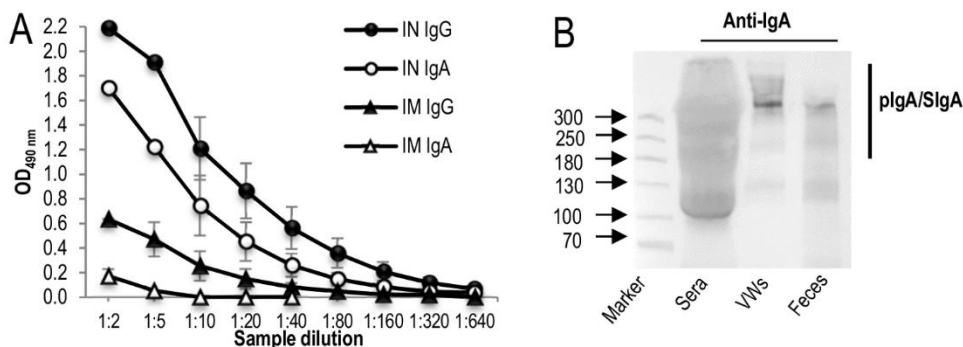 A
OD490 nm
2.2
2.0
1.8
1.6
1.4
1.2
1.0
0.8
0.6
0.4
0.2
0.0
IN IgG
IN IgA
IM IgG
IM IgA
1:2 1:5 1:10 1:20 1:40 1:80 1:160 1:320 1:640
Sample dilution
B
Anti-IgA
300
250
180
130
100
70
pIgA/SIgA
Marker
Sera
VWs
Feces